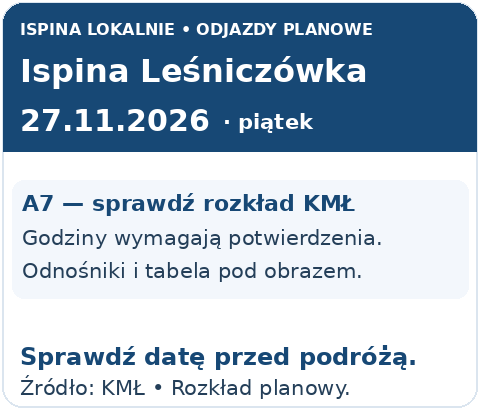 ISPINA LOKALNIE • ODJAZDY PLANOWE
Ispina Leśniczówka
27.11.2026 · piątek
A7 — sprawdź rozkład KMŁ
Godziny wymagają potwierdzenia.
Odnośniki i tabela pod obrazem.
Sprawdź datę przed podróżą.
Źródło: KMŁ • Rozkład planowy.